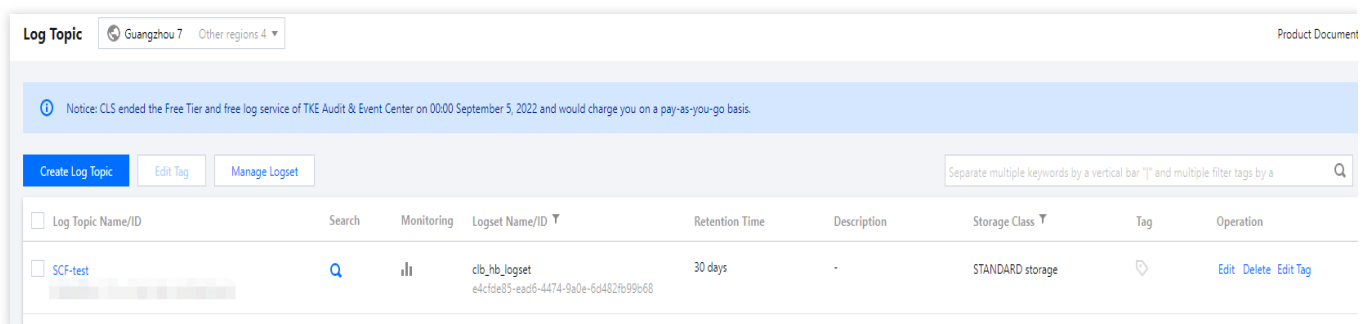 Log Topic Guangzhou 7 Other regions 4 Product Document
Notice: CLS ended the Free Tier and free log service of TKE Audit & Event Center on 00:00 September 5, 2022 and would charge you on a pay-as-you-go basis.
Create Log Topic Edit Tag Manage Logset Separate multiple keywords by a vertical bar "|" and multiple filter tags by a
Log Topic Name/ID Search Monitoring Logset Name/ID Retention Time Description Storage Class Tag Operation
SCF-test clb_hb_logset 30 days - STANDARD storage Edit Delete Edit Tag
e4cfde85-ead6-4474-9a0e-6d482fb99b68